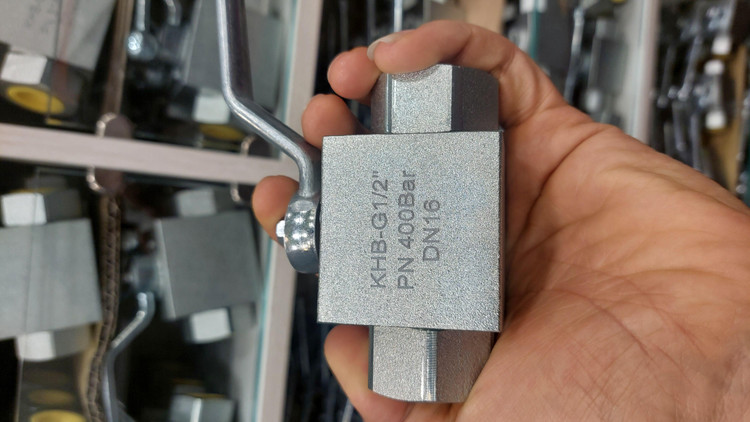 KHB-G1/2"
PN 400Bar
DN16